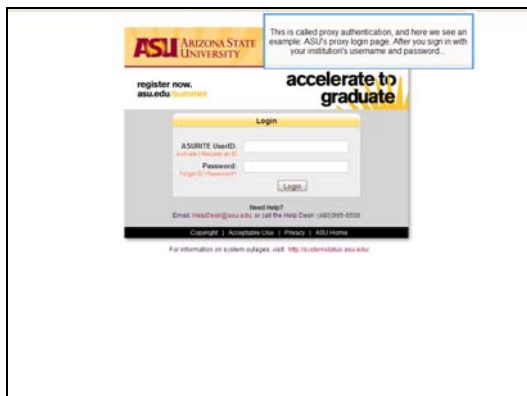 ASU ARIZONA STATE
UNIVERSITY
This is called proxy authentication, and here we see an
example: ASU's proxy login page. After you sign in with
your institution's username and password...
register now.
asu.edu/summer
accelerate to
graduate
Login
ASURITE UserID:
Activate | Request an ID
Password:
Forgot ID / Password?
Login
Need Help?
Email: HelpDesk@asu.edu, or call the Help Desk: (480)965-6500
Copyright | Acceptable Use | Privacy | ASU Home
For information on system outages, visit: http://systemstatus.asu.edu/